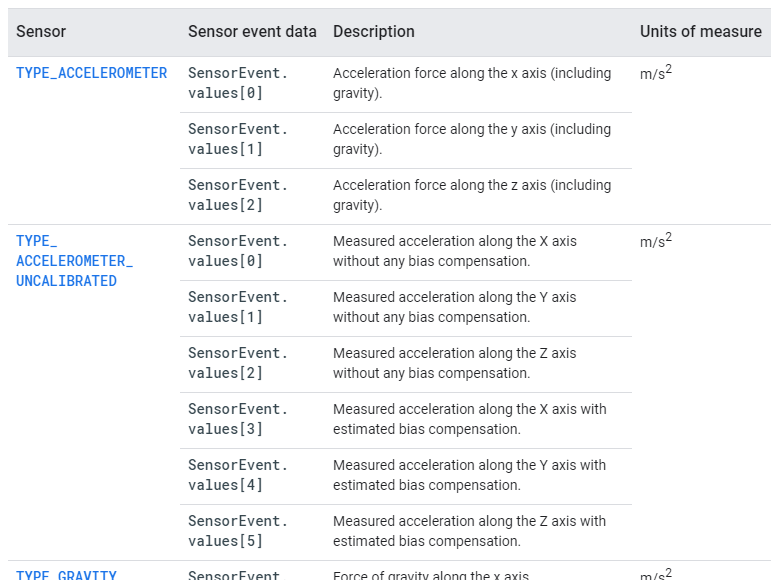 Sensor Sensor event data Description Units of measure
TYPE_ACCELEROMETER SensorEvent. Acceleration force along the x axis (including m/s2
values[0] gravity).
SensorEvent. Acceleration force along the y axis (including
values[1] gravity).
SensorEvent. Acceleration force along the z axis (including
values[2] gravity).
TYPE_ SensorEvent. Measured acceleration along the X axis m/s2
ACCELEROMETER_ values[0] without any bias compensation.
UNCALIBRATED
SensorEvent. Measured acceleration along the Y axis
values[1] without any bias compensation.
SensorEvent. Measured acceleration along the Z axis
values[2] without any bias compensation.
SensorEvent. Measured acceleration along the X axis with
values[3] estimated bias compensation.
SensorEvent. Measured acceleration along the Y axis with
values[4] estimated bias compensation.
SensorEvent. Measured acceleration along the Z axis with
values[5] estimated bias compensation.
TYPE_GRAVITY SensorEvent. Force of gravity along the x axis. m/s2